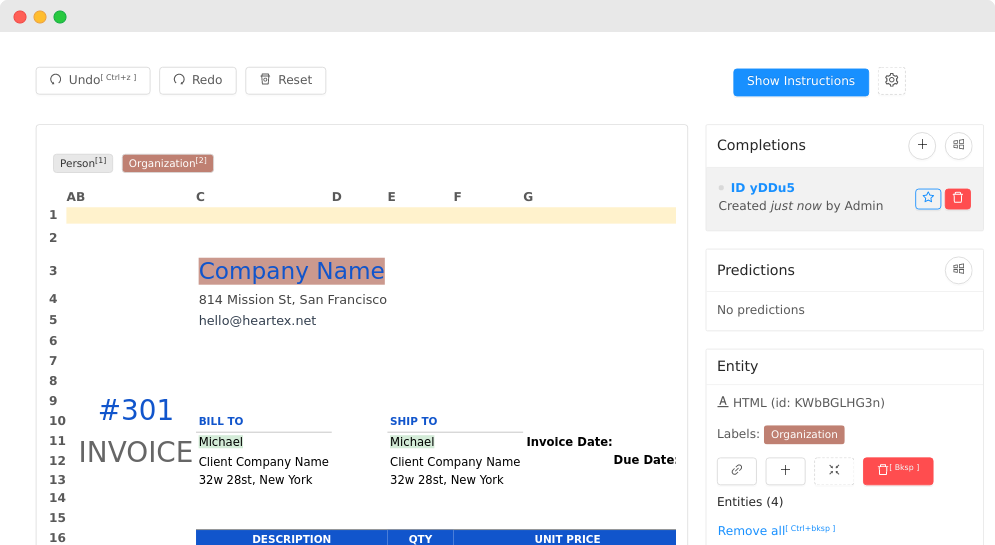 Undo[ Ctrl+z ] Redo Reset Show Instructions
Person[1] Organization[2]
AB C D E F G
1
2
3 Company Name
4 814 Mission St, San Francisco
5 hello@heartex.net
6
7
8
9 #301
10 BILL TO SHIP TO
11 INVOICE Michael Michael Invoice Date:
12 Client Company Name Client Company Name Due Date:
13 32w 28st, New York 32w 28st, New York
14
15
16 DESCRIPTION QTY UNIT PRICE
Completions
ID yDDu5
Created just now by Admin
Predictions
No predictions
Entity
HTML (id: KWbBGLHG3n)
Labels: Organization
[ Bksp ]
Entities (4)
Remove all[ Ctrl+bksp ]